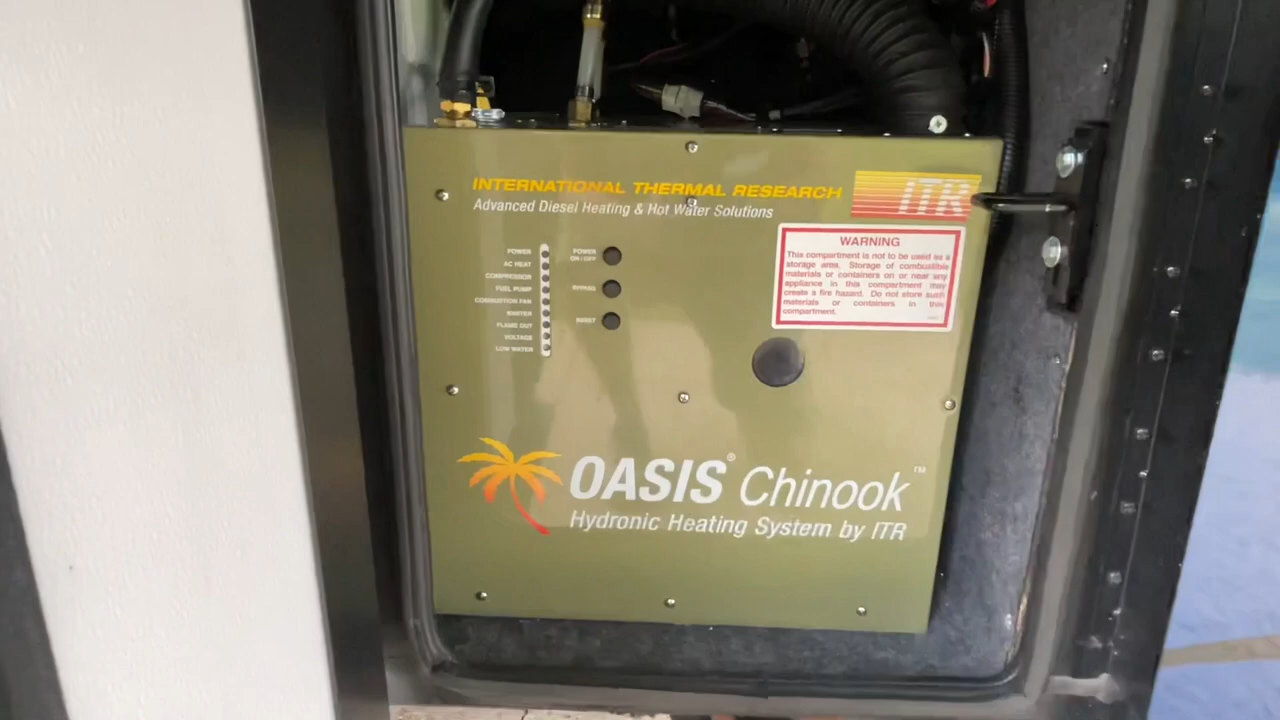 INTERNATIONAL THERMAL RESEARCH
ITR
Advanced Diesel Heating & Hot Water Solutions
WARNING
This compartment is not to be used as a
storage area. Storage of combustible
materials or containers on or near any
appliance in this compartment may
create a fire hazard. Do not store such
materials or containers in this
compartment.
POWER
AC HEAT
COMPRESSOR
FUEL PUMP
COMBUSTION FAN
IGNITER
FLAME OUT
VOLTAGE
LOW WATER
POWER
ON / OFF
BYPASS
RESET
OASIS® Chinook™
Hydronic Heating System by ITR